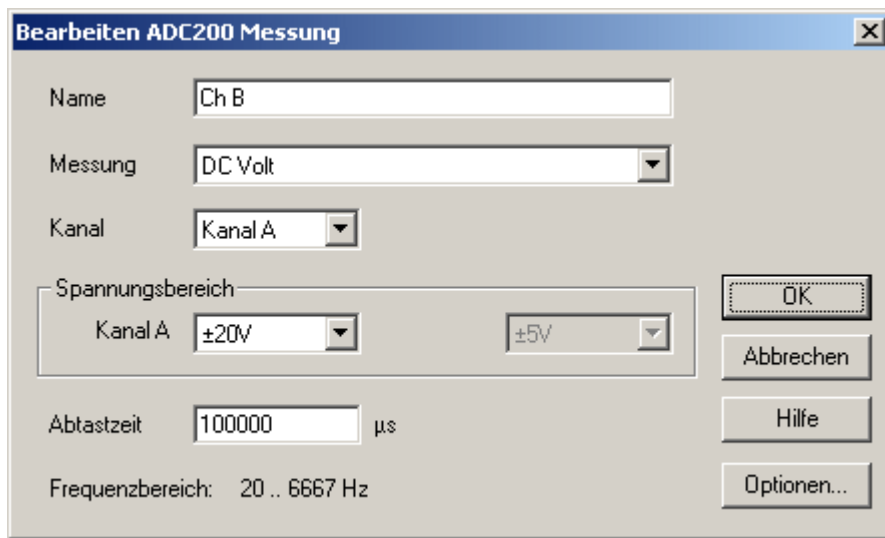 Bearbeiten ADC200 Messung
Name Ch B
Messung DC Volt
Kanal Kanal A
Spannungsbereich
Kanal A ±20V ±5V
OK
Abbrechen
Abtastzeit 100000 µs
Hilfe
Frequenzbereich: 20 .. 6667 Hz
Optionen...